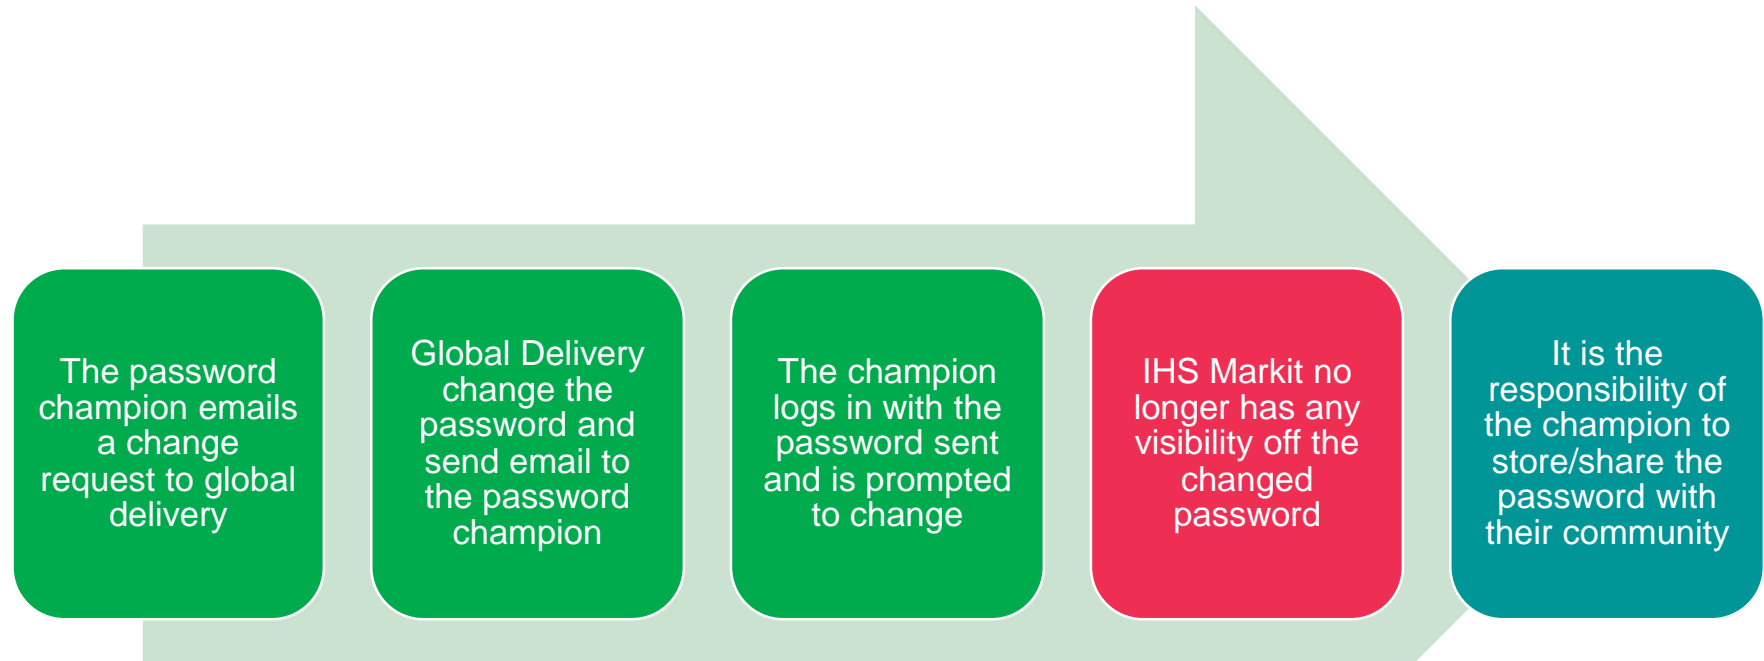 The password
champion emails
a change
request to global
delivery
Global Delivery
change the
password and
send email to
the password
champion
The champion
logs in with the
password sent
and is prompted
to change
IHS Markit no
longer has any
visibility off the
changed
password
It is the
responsibility of
the champion to
store/share the
password with
their community